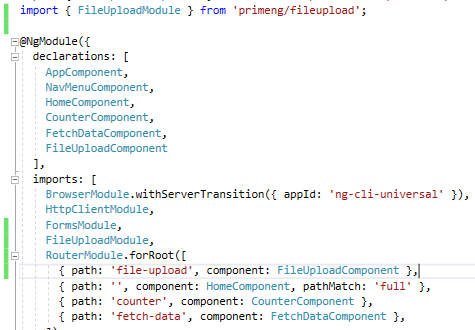 import { FileUploadModule } from 'primeng/fileupload';
@NgModule({
declarations: [
AppComponent,
NavMenuComponent,
HomeComponent,
CounterComponent,
FetchDataComponent,
FileUploadComponent
],
imports: [
BrowserModule.withServerTransition({ appId: 'ng-cli-universal' }),
HttpClientModule,
FormsModule,
FileUploadModule,
RouterModule.forRoot([
{ path: 'file-upload', component: FileUploadComponent },
{ path: '', component: HomeComponent, pathMatch: 'full' },
{ path: 'counter', component: CounterComponent },
{ path: 'fetch-data', component: FetchDataComponent },